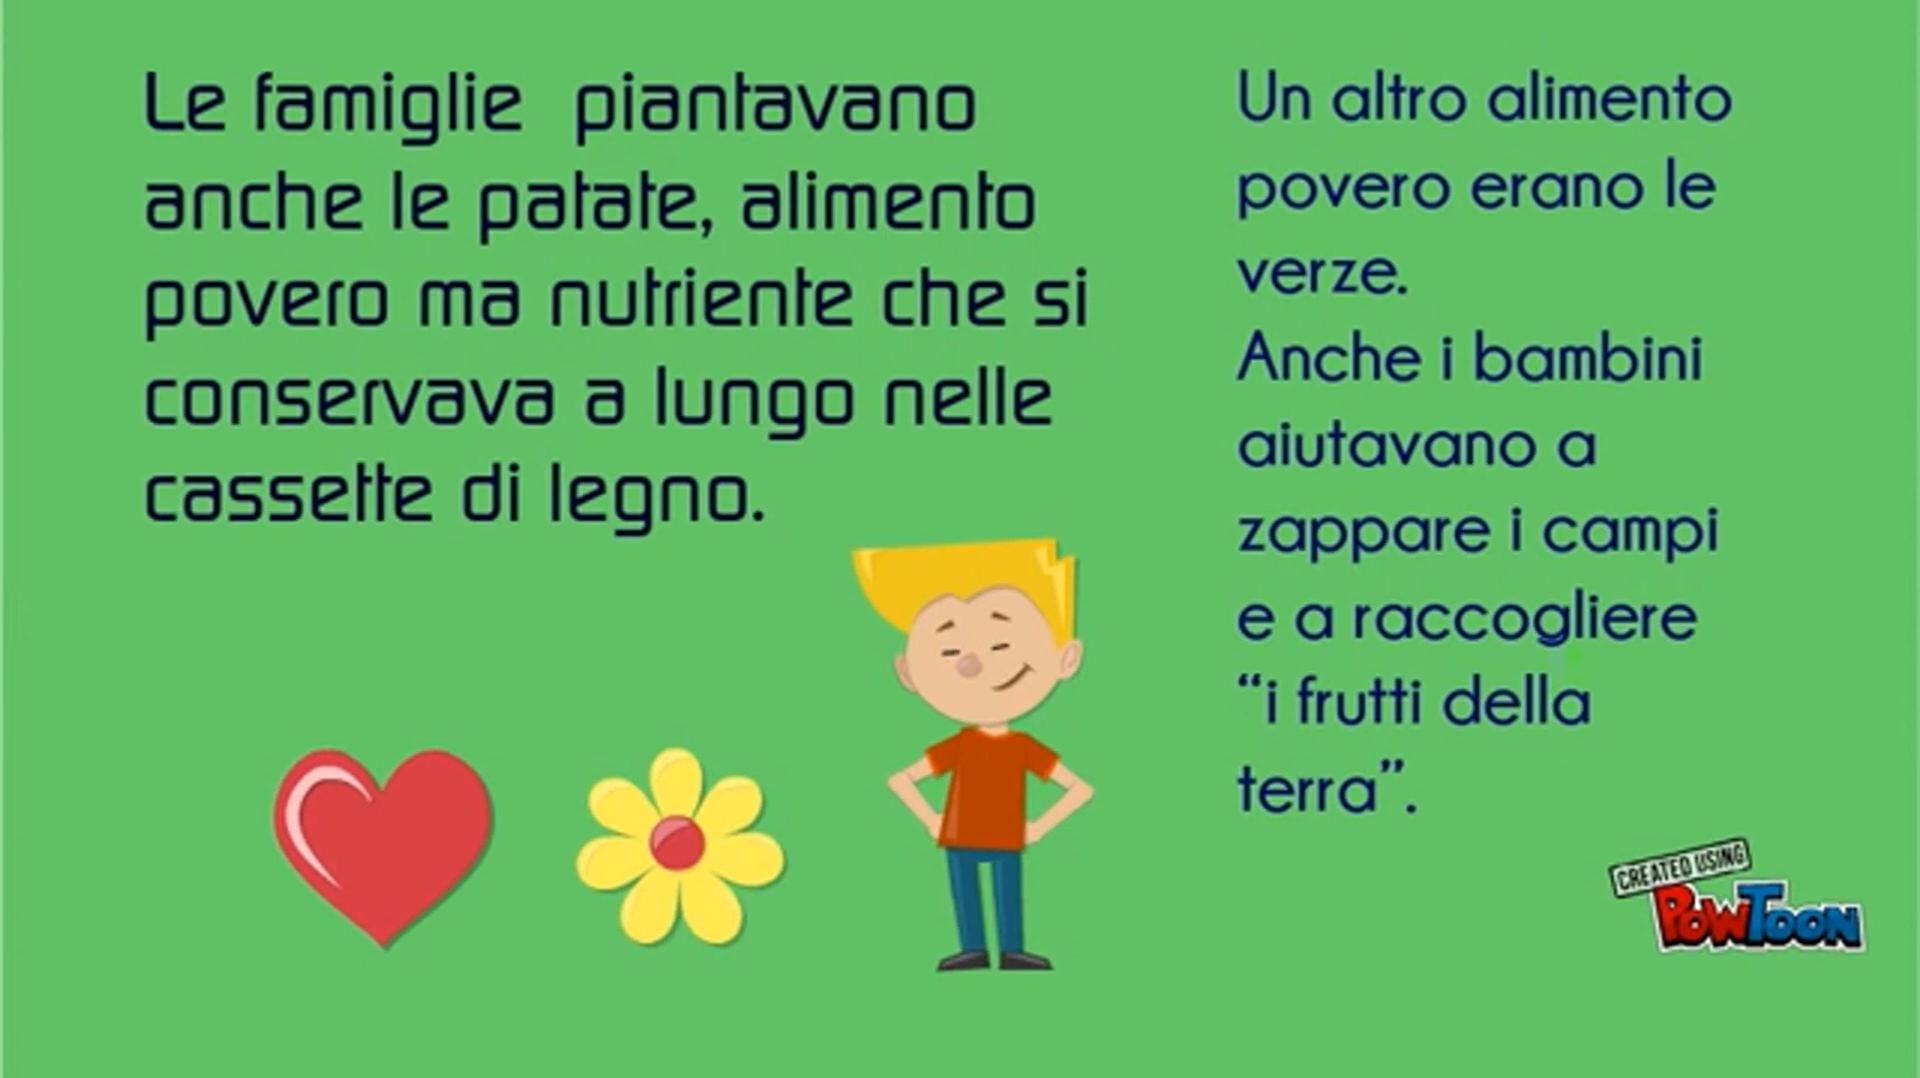 Le famiglie piantavano
anche le patate, alimento
povero ma nutriente che si
conservava a lungo nelle
cassette di legno.
Un altro alimento
povero erano le
verze.
Anche i bambini
aiutavano a
zappare i campi
e a raccogliere
“i frutti della
terra”.
CREATED USING
POWTOON